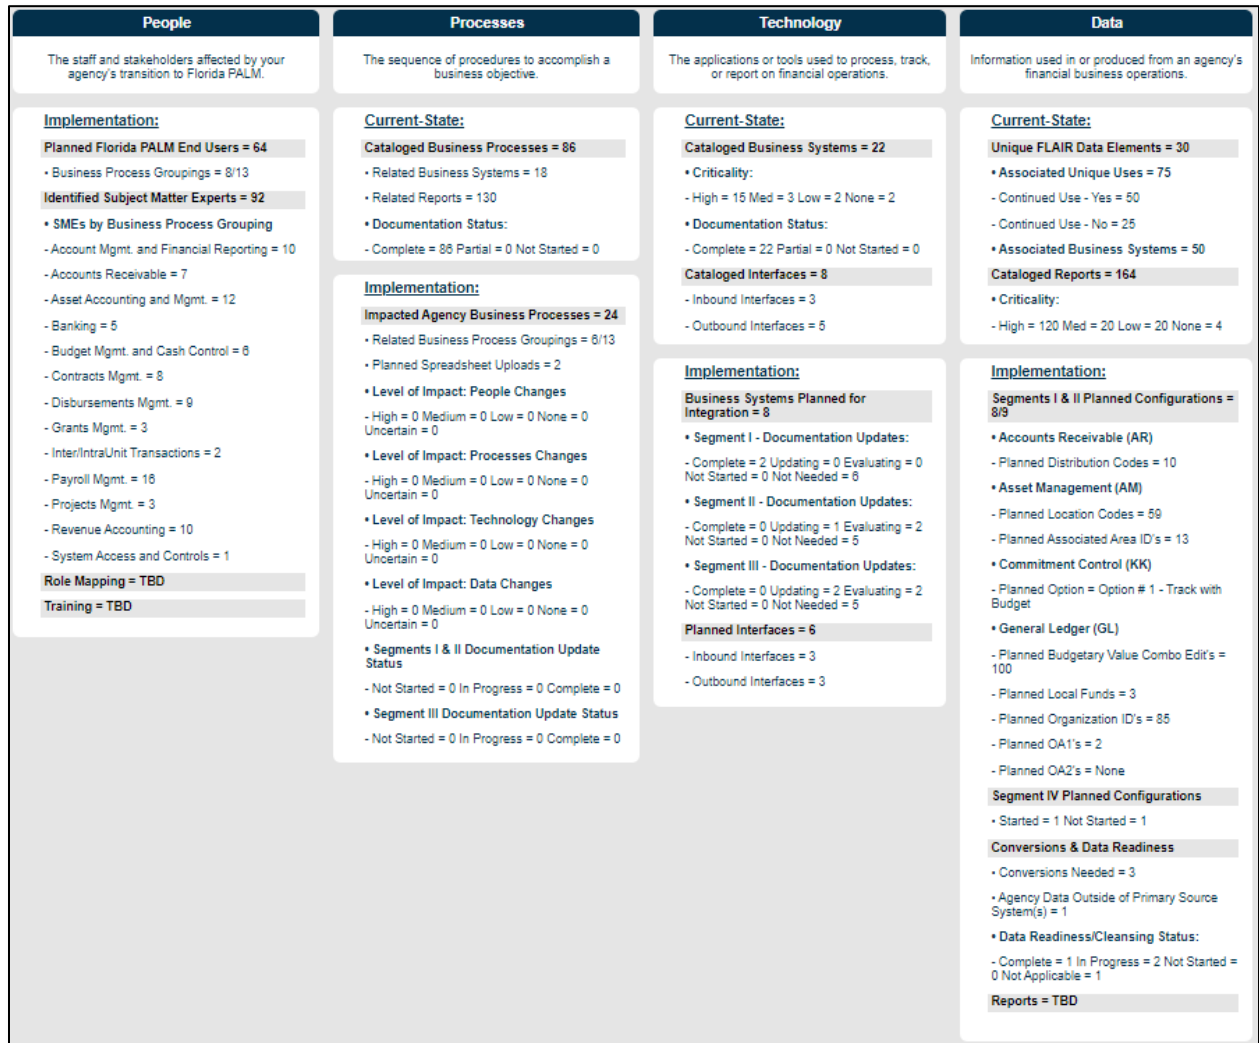 People
The staff and stakeholders affected by your
agency's transition to Florida PALM.
Implementation:
Planned Florida PALM End Users = 64
• Business Process Groupings = 8/13
Identified Subject Matter Experts = 92
• SMEs by Business Process Grouping
- Account Mgmt. and Financial Reporting = 10
- Accounts Receivable = 7
- Asset Accounting and Mgmt. = 12
- Banking = 5
- Budget Mgmt. and Cash Control = 6
- Contracts Mgmt. = 8
- Disbursements Mgmt. = 9
- Grants Mgmt. = 3
- Inter/IntraUnit Transactions = 2
- Payroll Mgmt. = 16
- Projects Mgmt. = 3
- Revenue Accounting = 10
- System Access and Controls = 1
Role Mapping = TBD
Training = TBD
Processes
The sequence of procedures to accomplish a
business objective.
Current-State:
Cataloged Business Processes = 86
• Related Business Systems = 18
• Related Reports = 130
• Documentation Status:
- Complete = 86 Partial = 0 Not Started = 0
Implementation:
Impacted Agency Business Processes = 24
• Related Business Process Groupings = 6/13
• Planned Spreadsheet Uploads = 2
• Level of Impact: People Changes
- High = 0 Medium = 0 Low = 0 None = 0
Uncertain = 0
• Level of Impact: Processes Changes
- High = 0 Medium = 0 Low = 0 None = 0
Uncertain = 0
• Level of Impact: Technology Changes
- High = 0 Medium = 0 Low = 0 None = 0
Uncertain = 0
• Level of Impact: Data Changes
- High = 0 Medium = 0 Low = 0 None = 0
Uncertain = 0
• Segments I & II Documentation Update
Status
- Not Started = 0 In Progress = 0 Complete = 0
• Segment III Documentation Update Status
- Not Started = 0 In Progress = 0 Complete = 0
Technology
The applications or tools used to process, track,
or report on financial operations.
Current-State:
Cataloged Business Systems = 22
• Criticality:
- High = 15 Med = 3 Low = 2 None = 2
• Documentation Status:
- Complete = 22 Partial = 0 Not Started = 0
Cataloged Interfaces = 8
- Inbound Interfaces = 3
- Outbound Interfaces = 5
Implementation:
Business Systems Planned for
Integration = 8
• Segment I - Documentation Updates:
- Complete = 2 Updating = 0 Evaluating = 0
Not Started = 0 Not Needed = 6
• Segment II - Documentation Updates:
- Complete = 0 Updating = 1 Evaluating = 2
Not Started = 0 Not Needed = 5
• Segment III - Documentation Updates:
- Complete = 0 Updating = 2 Evaluating = 2
Not Started = 0 Not Needed = 5
Planned Interfaces = 6
- Inbound Interfaces = 3
- Outbound Interfaces = 3
Data
Information used in or produced from an agency's
financial business operations.
Current-State:
Unique FLAIR Data Elements = 30
• Associated Unique Uses = 75
- Continued Use - Yes = 50
- Continued Use - No = 25
• Associated Business Systems = 50
Cataloged Reports = 164
• Criticality:
- High = 120 Med = 20 Low = 20 None = 4
Implementation:
Segments I & II Planned Configurations =
8/9
• Accounts Receivable (AR)
- Planned Distribution Codes = 10
• Asset Management (AM)
- Planned Location Codes = 59
- Planned Associated Area ID's = 13
• Commitment Control (KK)
- Planned Option = Option # 1 - Track with
Budget
• General Ledger (GL)
- Planned Budgetary Value Combo Edit's =
100
- Planned Local Funds = 3
- Planned Organization ID's = 85
- Planned OA1's = 2
- Planned OA2's = None
Segment IV Planned Configurations
• Started = 1 Not Started = 1
Conversions & Data Readiness
• Conversions Needed = 3
• Agency Data Outside of Primary Source
System(s) = 1
• Data Readiness/Cleansing Status:
- Complete = 1 In Progress = 2 Not Started =
0 Not Applicable = 1
Reports = TBD